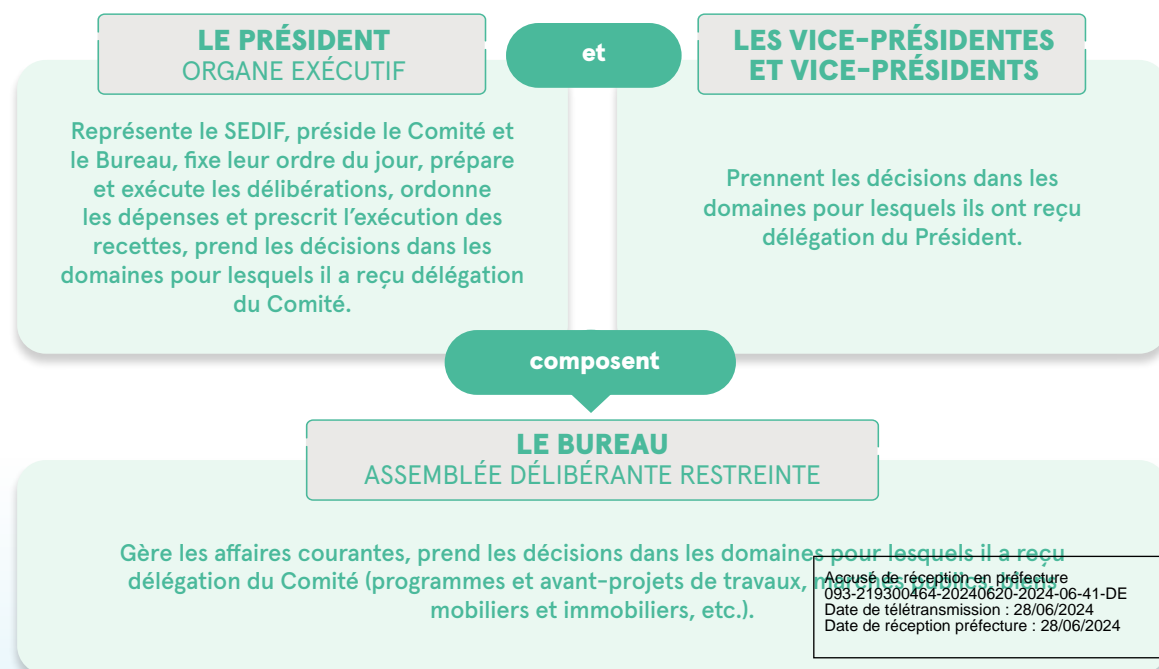 LE PRÉSIDENT
ORGANE EXÉCUTIF
et
LES VICE-PRÉSIDENTES
ET VICE-PRÉSIDENTS
Représente le SEDIF, préside le Comité et
le Bureau, fixe leur ordre du jour, prépare
et exécute les délibérations, ordonne
les dépenses et prescrit l’exécution des
recettes, prend les décisions dans les
domaines pour lesquels il a reçu délégation
du Comité.
Prennent les décisions dans les
domaines pour lesquels ils ont reçu
délégation du Président.
composent
LE BUREAU
ASSEMBLÉE DÉLIBÉRANTE RESTREINTE
Gère les affaires courantes, prend les décisions dans les domaines pour lesquels il a reçu
délégation du Comité (programmes et avant-projets de travaux, marchés publics, biens
mobiliers et immobiliers, etc.).
Accusé de réception en préfecture
093-219300464-20240620-2024-06-41-DE
Date de télétransmission : 28/06/2024
Date de réception préfecture : 28/06/2024